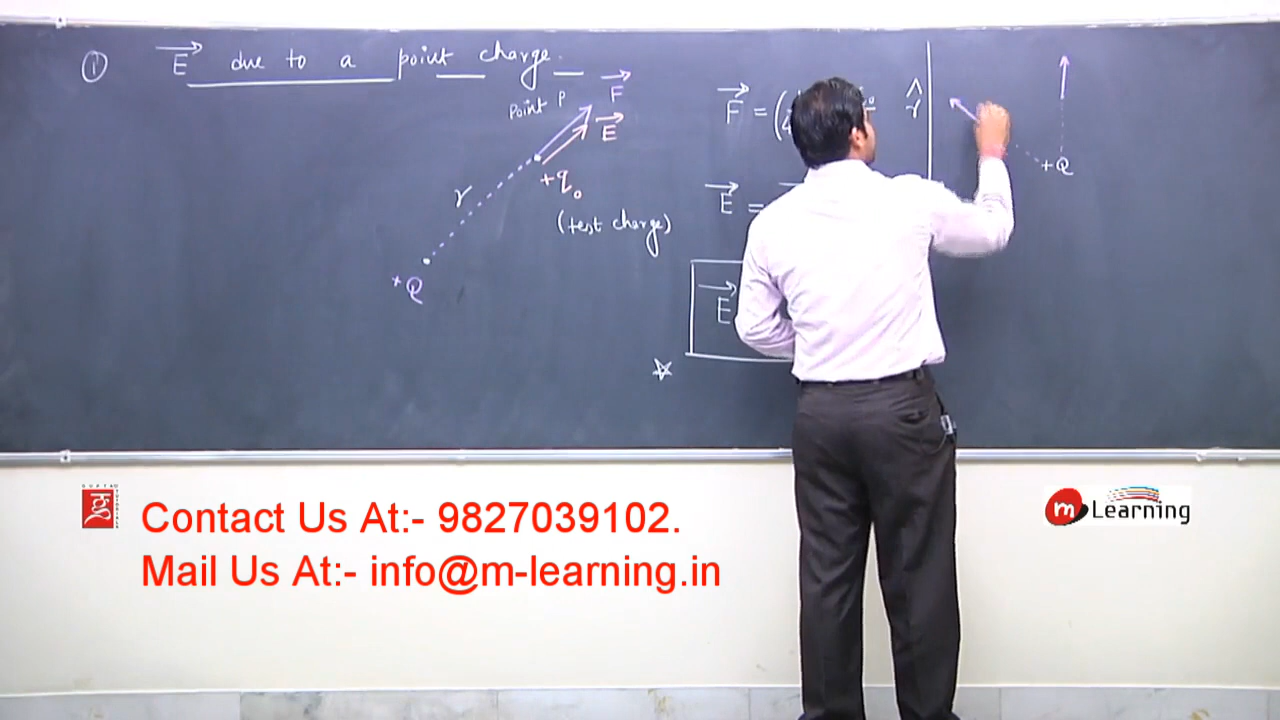 ① E due to a point charge.
Point P
F
E
r
+q₀
(test charge)
+Q
F = (
r̂
E =
E
+Q
GUPTA
Contact Us At:- 9827039102.
Mail Us At:- info@m-learning.in
m Learning